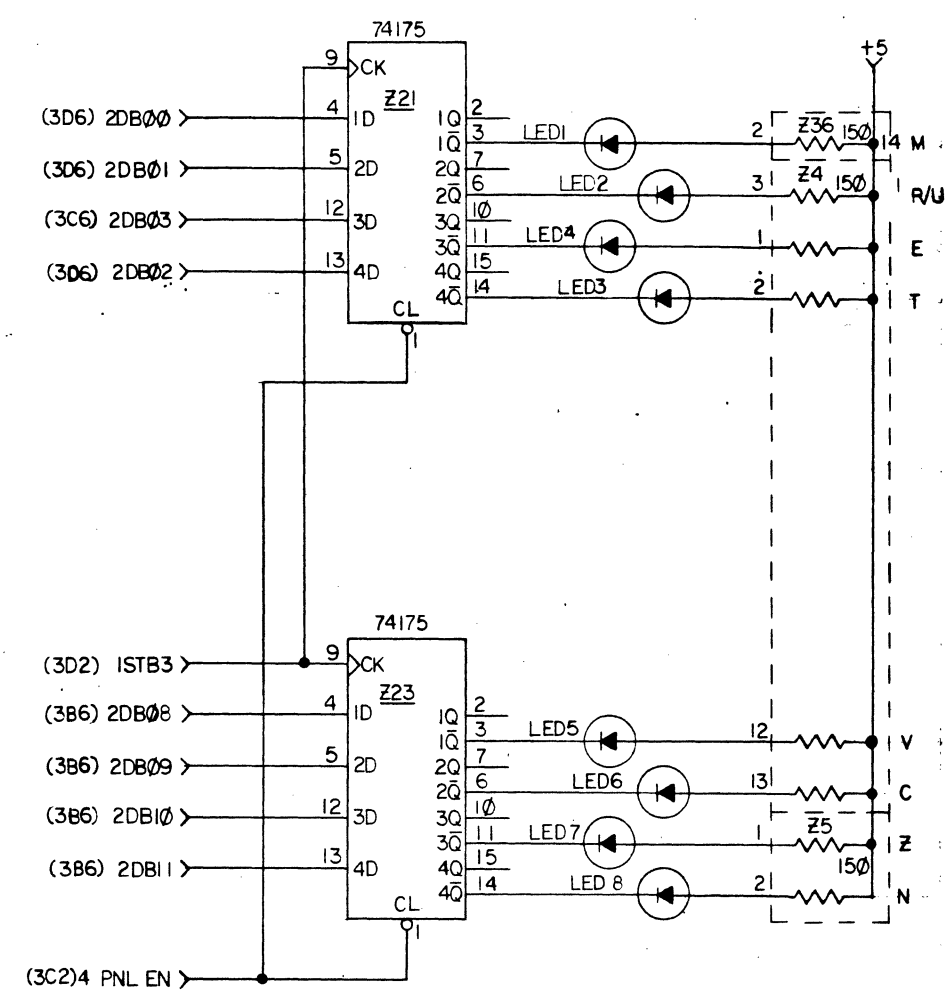 74175
+5
9 CK
Z21
(3D6) 2DBØØ 4 1D 1Q 2
1Q̅ 3 LED1 2 Z36 15Ø 14 M
(3D6) 2DBØ1 5 2D 2Q 7
2Q̅ 6 LED2 3 Z4 15Ø 1 R/U
(3C6) 2DBØ3 12 3D 3Q 1Ø
3Q̅ 11 LED4 1 E
(3D6) 2DBØ2 13 4D 4Q 15
4Q̅ 14 LED3 2 T
CL
1
74175
(3D2) 1STB3 9 CK
Z23
(3B6) 2DBØ8 4 1D 1Q 2
1Q̅ 3 LED5 12 V
(3B6) 2DBØ9 5 2D 2Q 7
2Q̅ 6 LED6 13 C
(3B6) 2DB1Ø 12 3D 3Q 1Ø
3Q̅ 11 LED7 1 Z5 15Ø Z
(3B6) 2DB11 13 4D 4Q 15
4Q̅ 14 LED 8 2 N
CL
1
(3C2)4 PNL EN